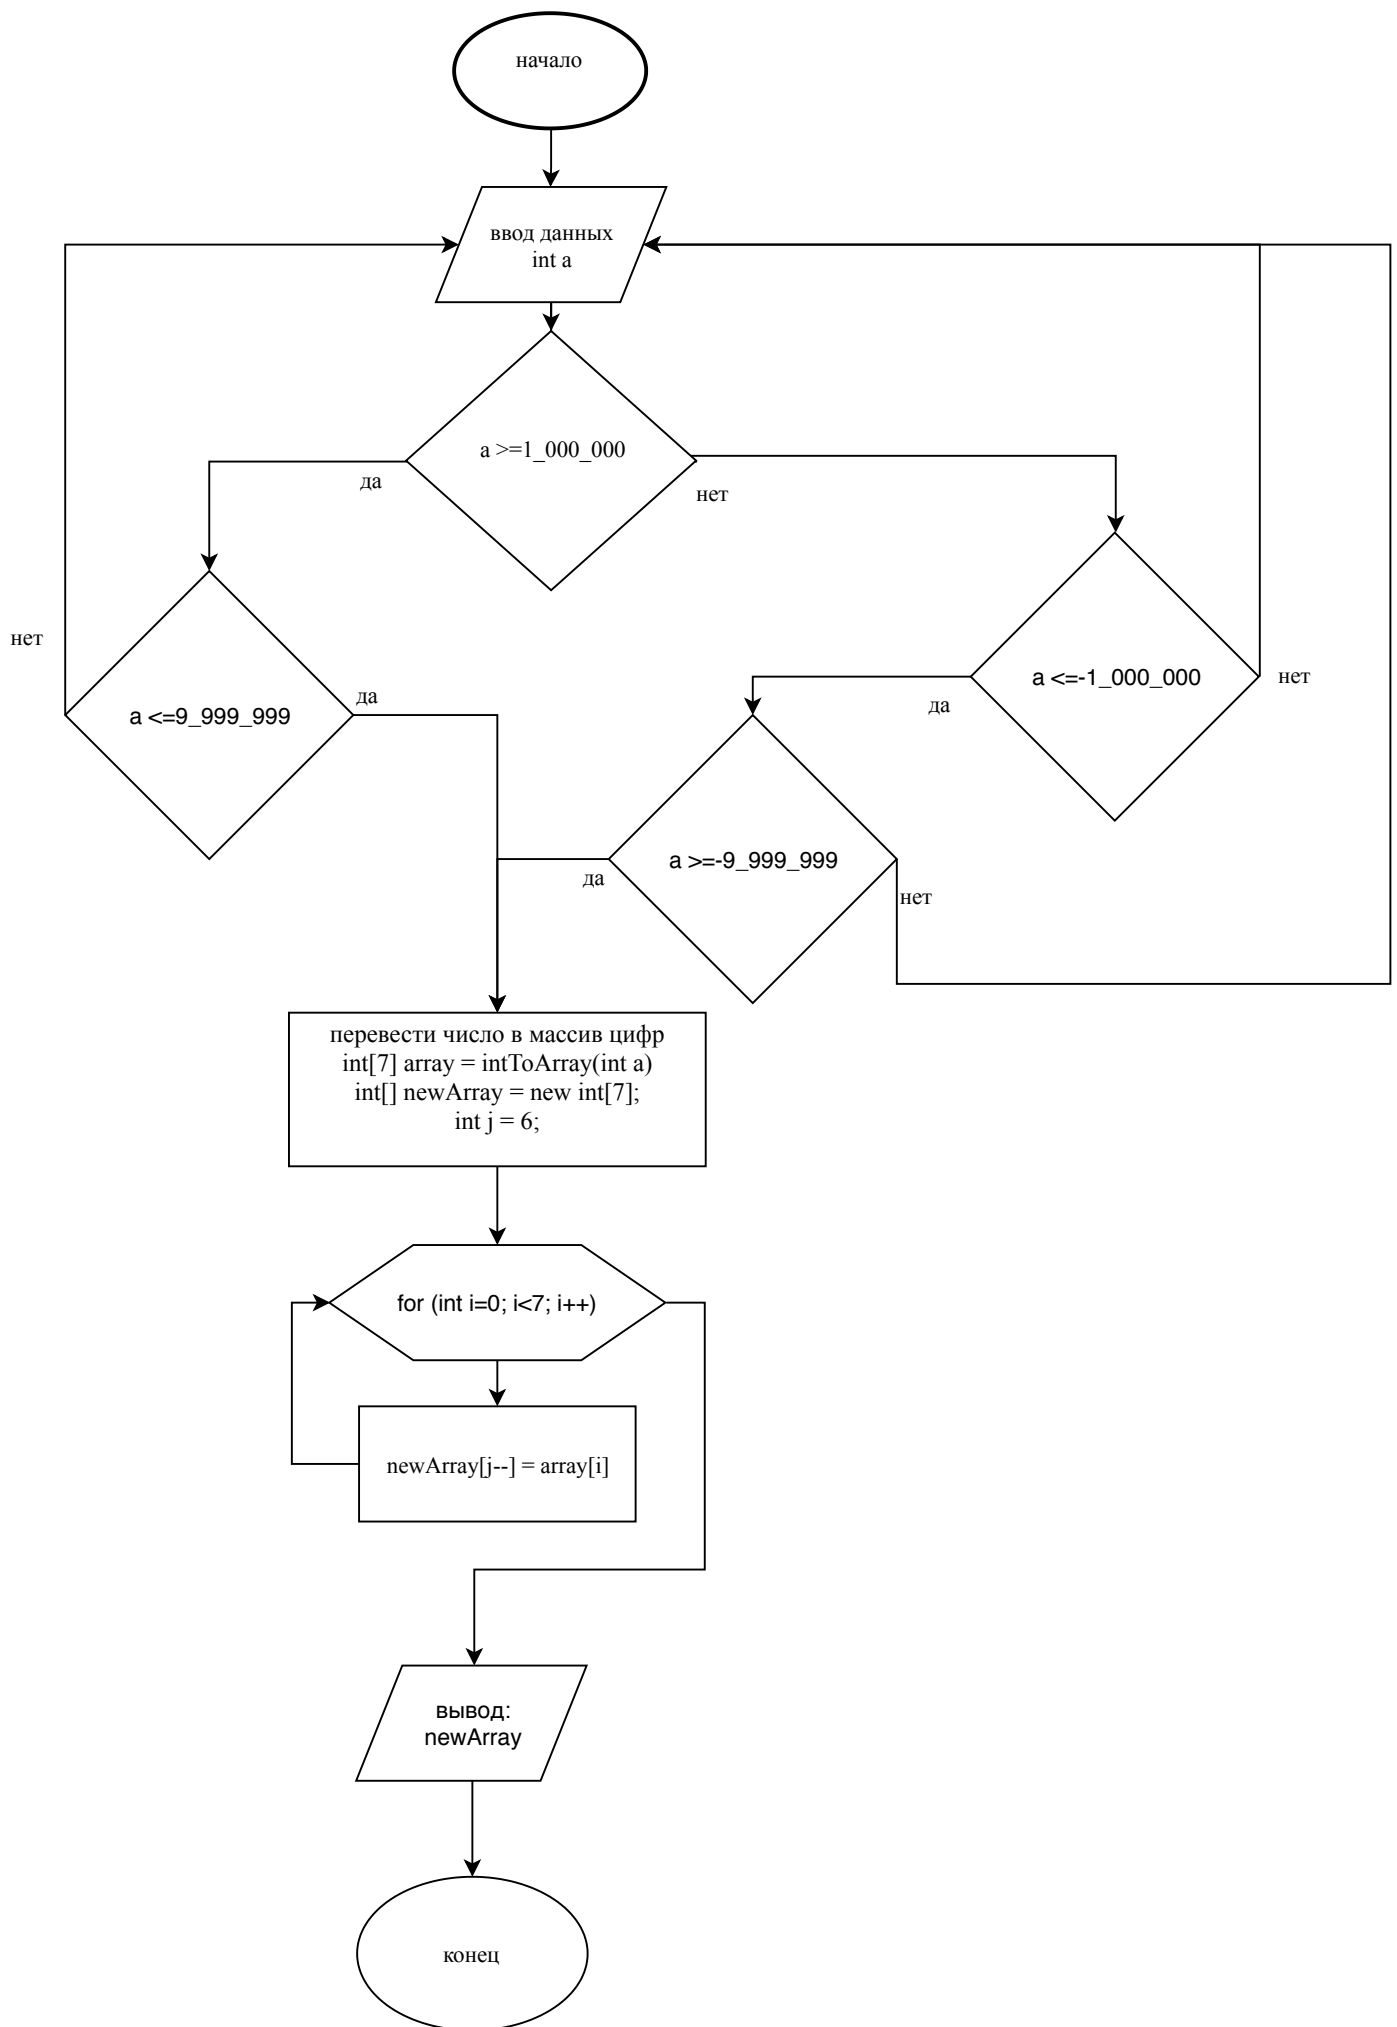 начало
ввод данных
int a
a >=1_000_000
да
нет
нет
a <=9_999_999
да
a <=-1_000_000
нет
да
a >=-9_999_999
да
нет
перевести число в массив цифр
int[7] array = intToArray(int a)
int[] newArray = new int[7];
int j = 6;
for (int i=0; i<7; i++)
newArray[j--] = array[i]
вывод:
newArray
конец